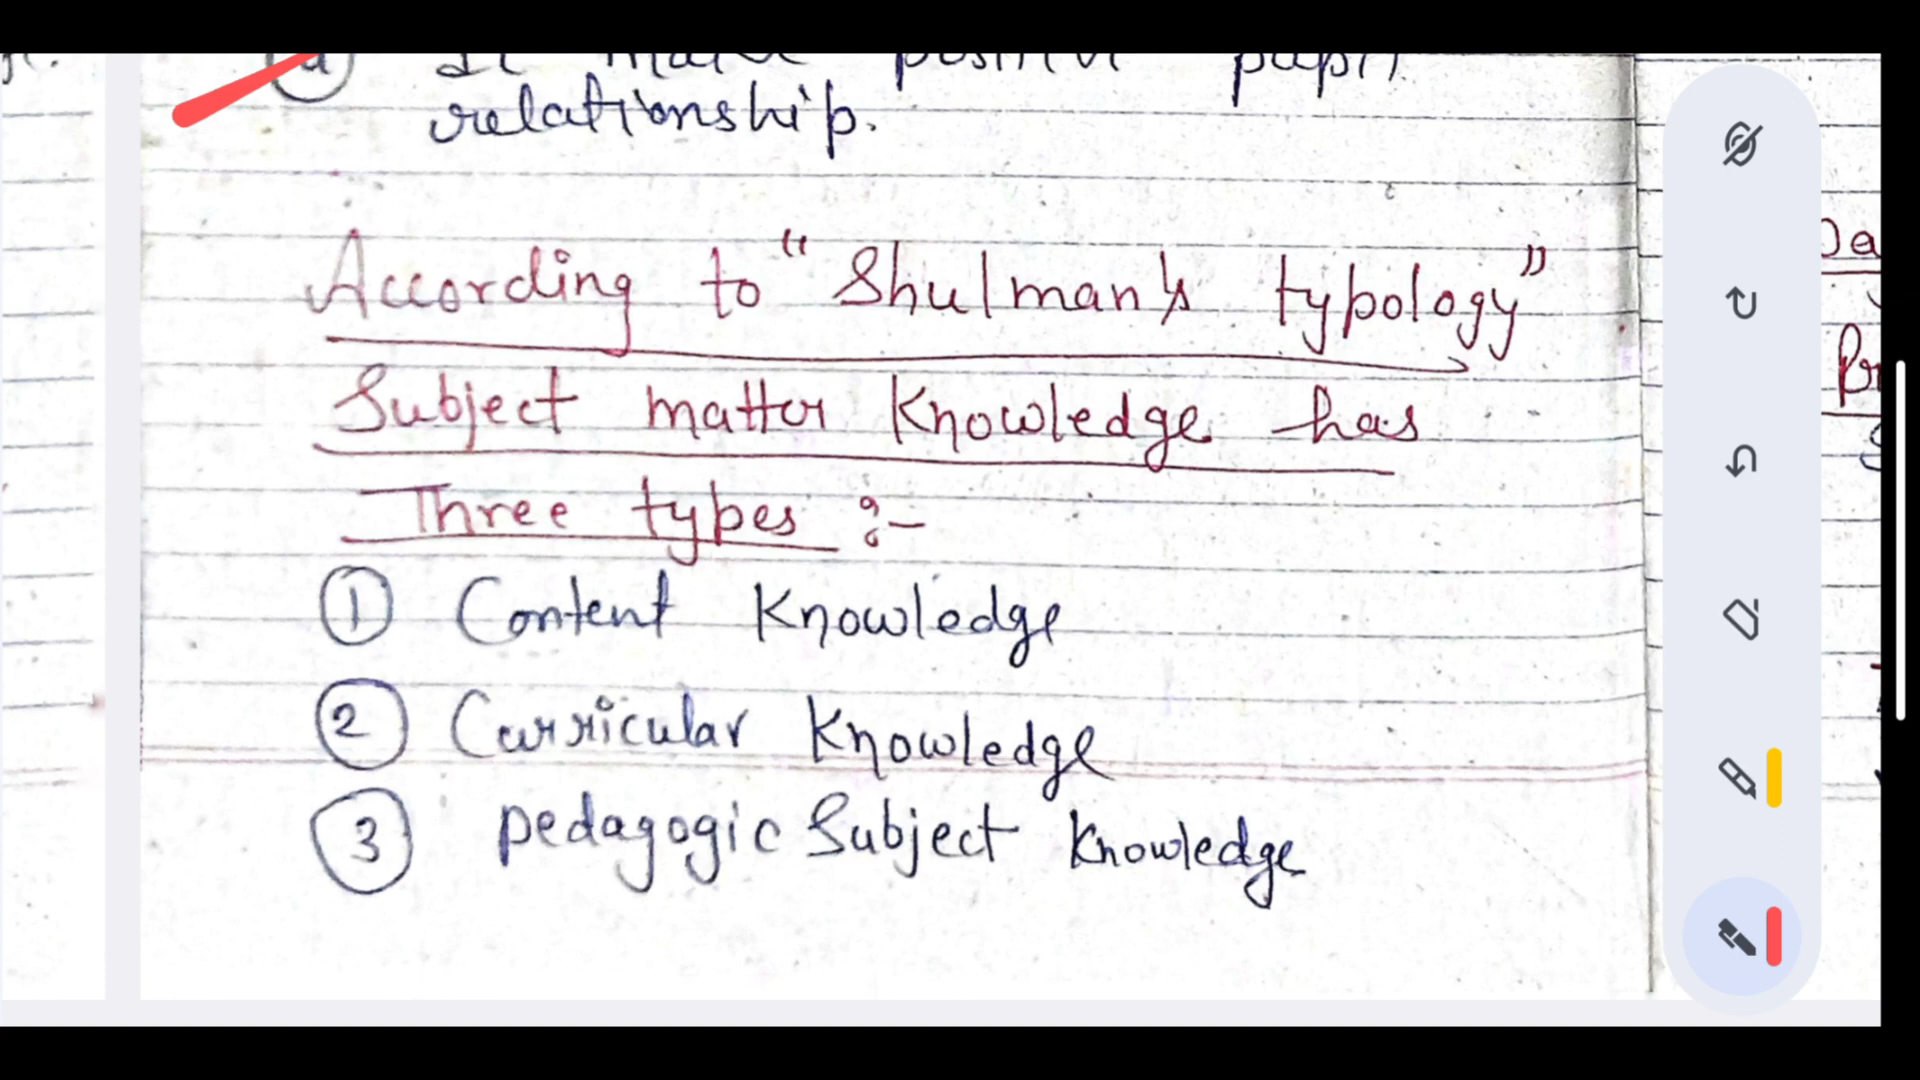 relationship.
According to "Shulman's typology"
Subject matter Knowledge has
Three types :-
① Content Knowledge
② Curricular Knowledge
③ Pedagogic Subject Knowledge